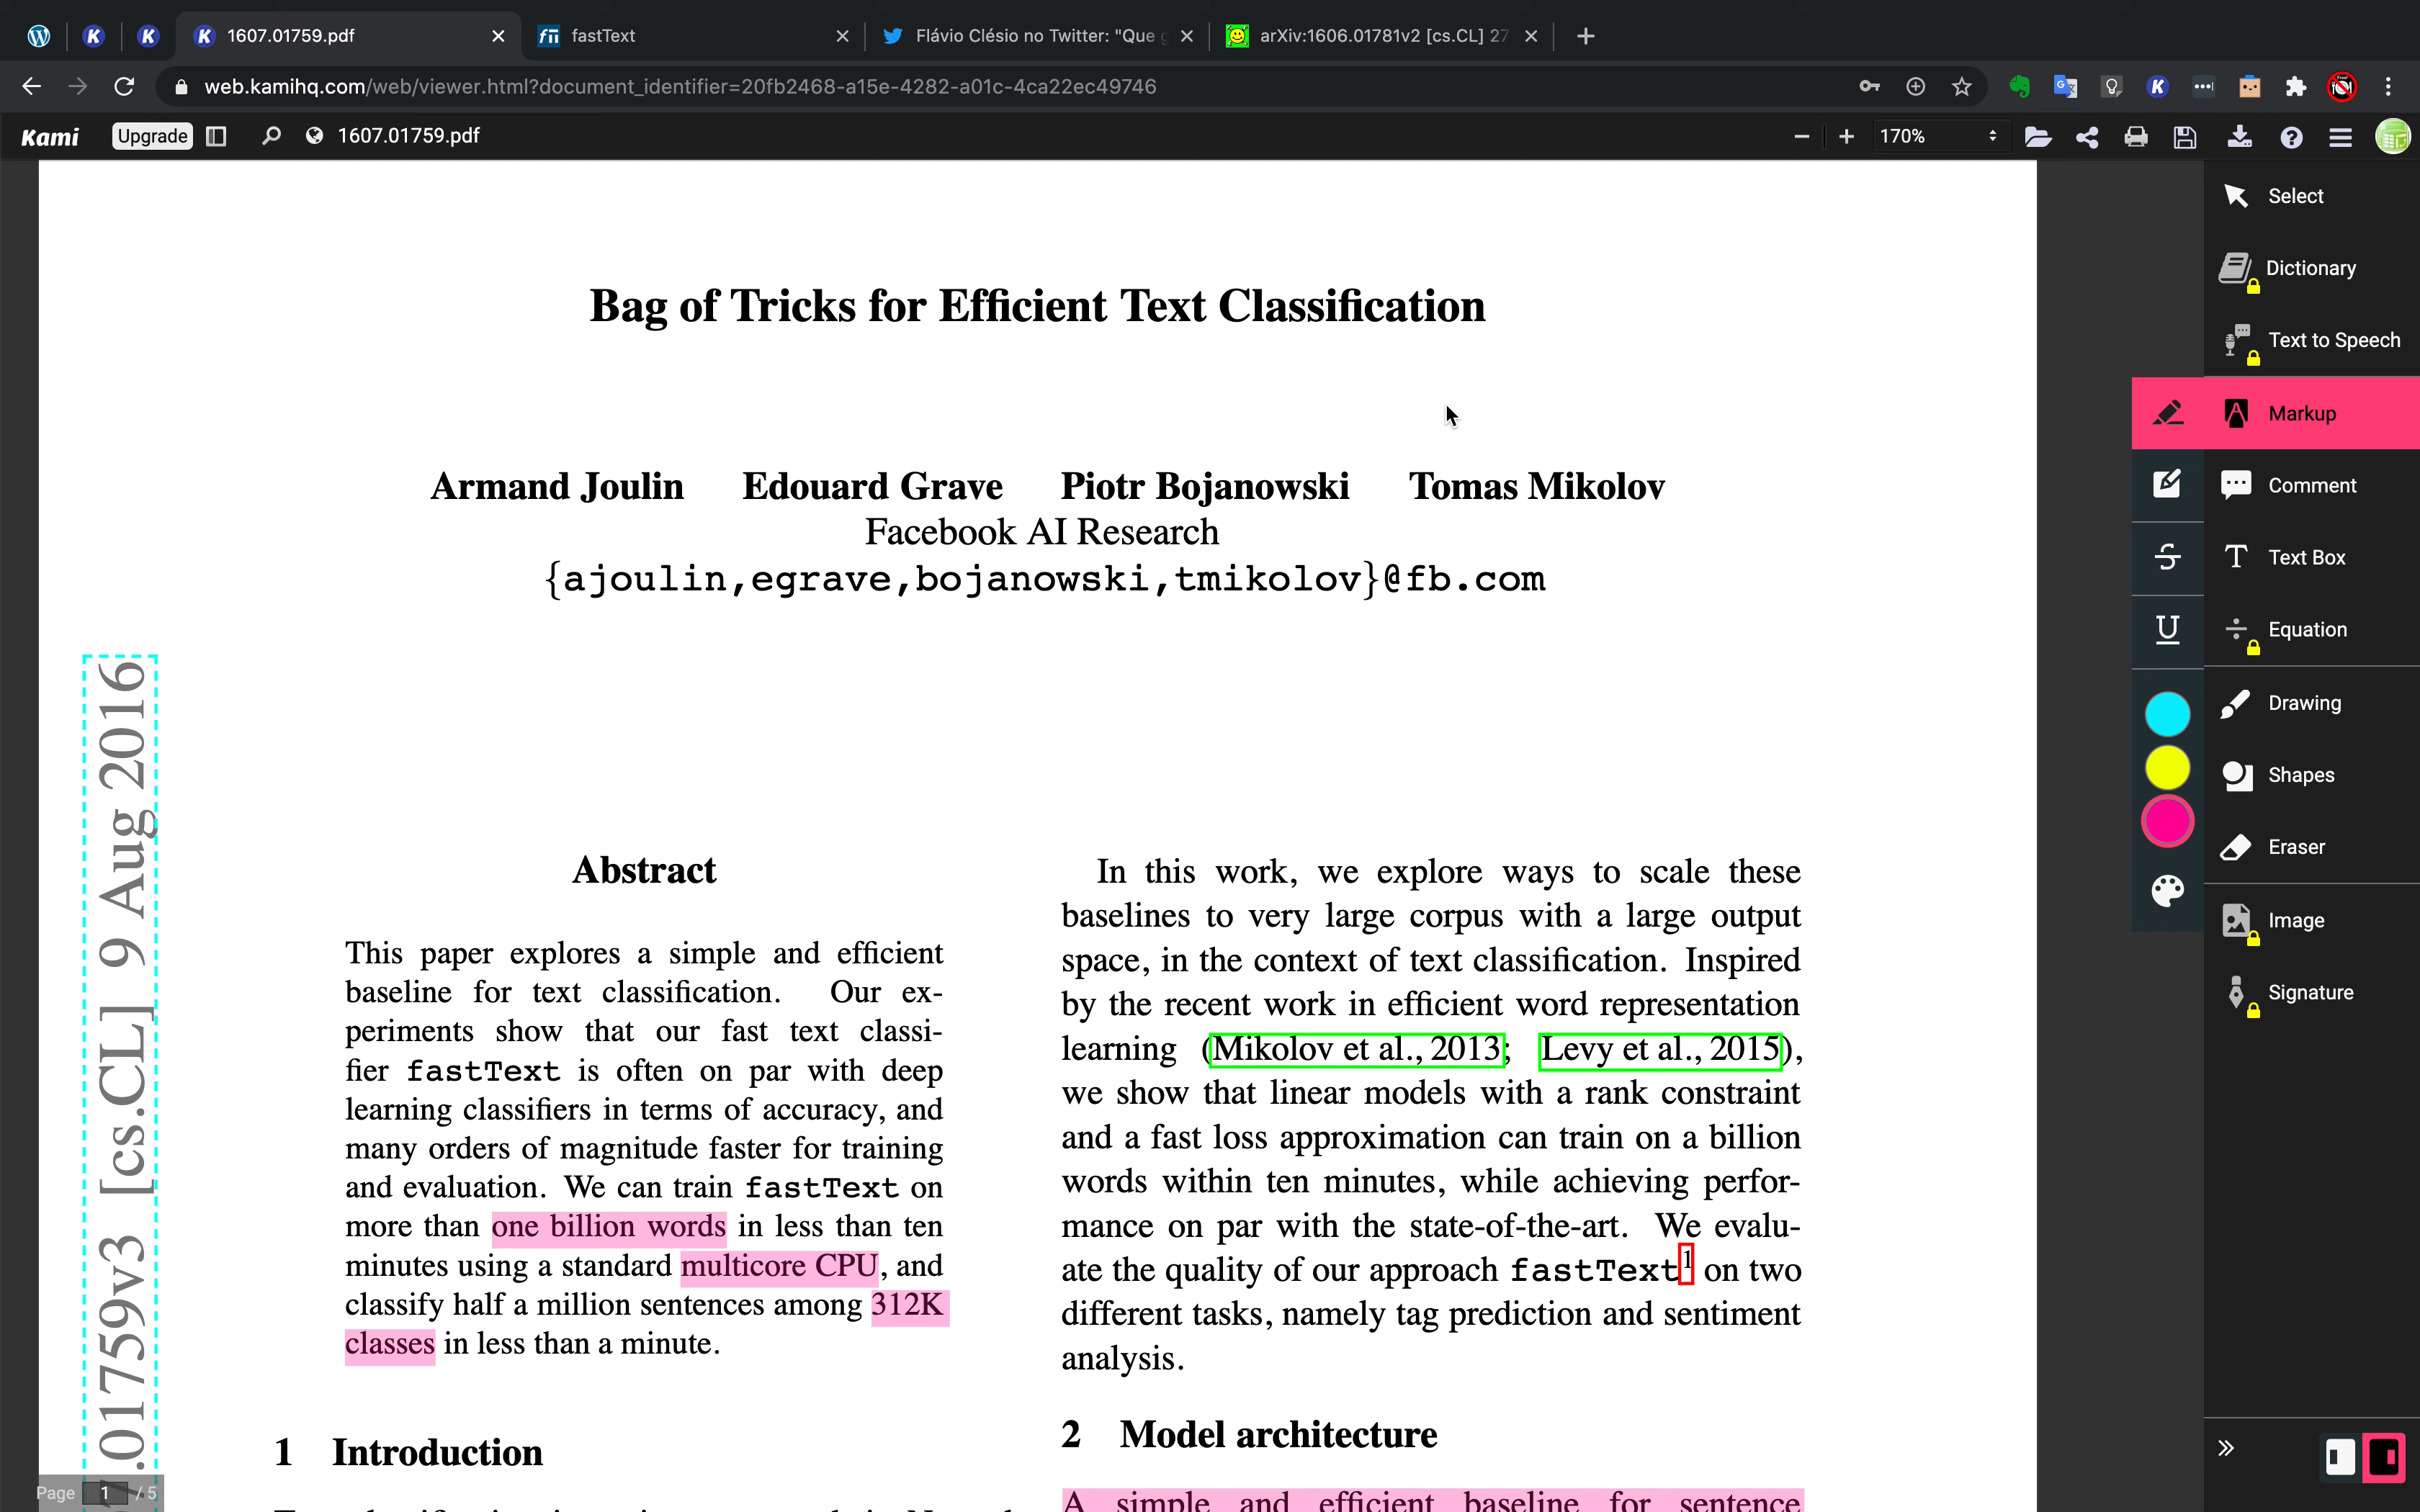 1607.01759.pdf
fastText
Flávio Clésio no Twitter: "Que
arXiv:1606.01781v2 [cs.CL] 27
web.kamihq.com/web/viewer.html?document_identifier=20fb2468-a15e-4282-a01c-4ca22ec49746
Kami
Upgrade
1607.01759.pdf
170%
Select
Dictionary
Text to Speech
Markup
Comment
Text Box
Equation
Drawing
Shapes
Eraser
Image
Signature
Bag of Tricks for Efficient Text Classification
Armand Joulin Edouard Grave Piotr Bojanowski Tomas Mikolov
Facebook AI Research
{ajoulin,egrave,bojanowski,tmikolov}@fb.com
.01759v3 [cs.CL] 9 Aug 2016
Abstract
This paper explores a simple and efficient
baseline for text classification. Our ex-
periments show that our fast text classi-
fier fastText is often on par with deep
learning classifiers in terms of accuracy, and
many orders of magnitude faster for training
and evaluation. We can train fastText on
more than one billion words in less than ten
minutes using a standard multicore CPU, and
classify half a million sentences among 312K
classes in less than a minute.
1 Introduction
In this work, we explore ways to scale these
baselines to very large corpus with a large output
space, in the context of text classification. Inspired
by the recent work in efficient word representation
learning (Mikolov et al., 2013; Levy et al., 2015),
we show that linear models with a rank constraint
and a fast loss approximation can train on a billion
words within ten minutes, while achieving perfor-
mance on par with the state-of-the-art. We evalu-
ate the quality of our approach fastText1 on two
different tasks, namely tag prediction and sentiment
analysis.
2 Model architecture
A simple and efficient baseline for sentence
Page 1 / 5